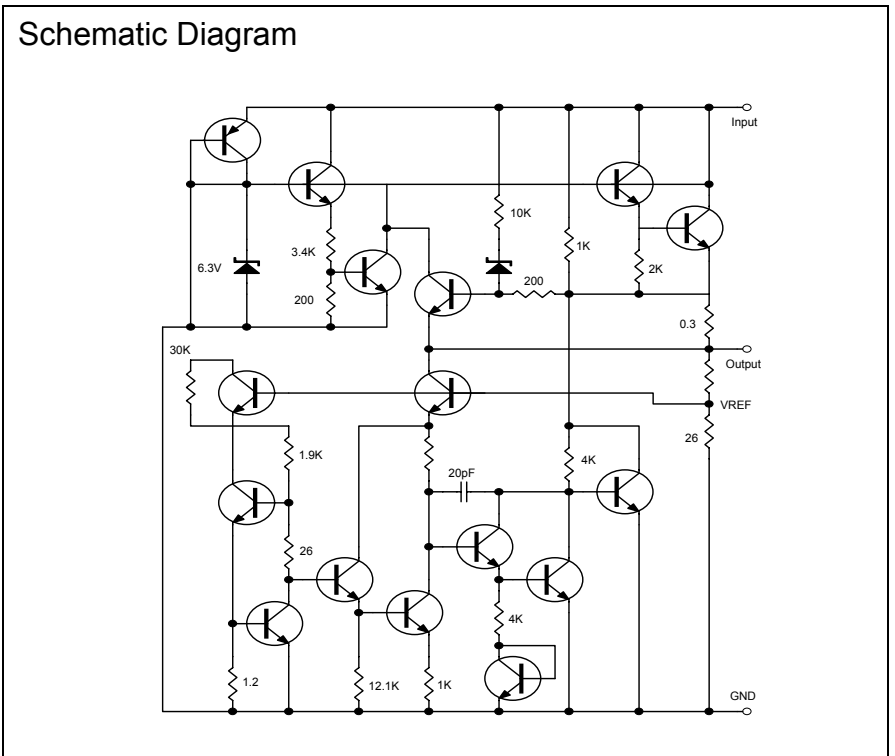 Schematic Diagram
Input
10K
1K
3.4K
6.3V
2K
200
200
0.3
30K
Output
VREF
26
1.9K
4K
20pF
26
4K
1.2
12.1K
1K
GND